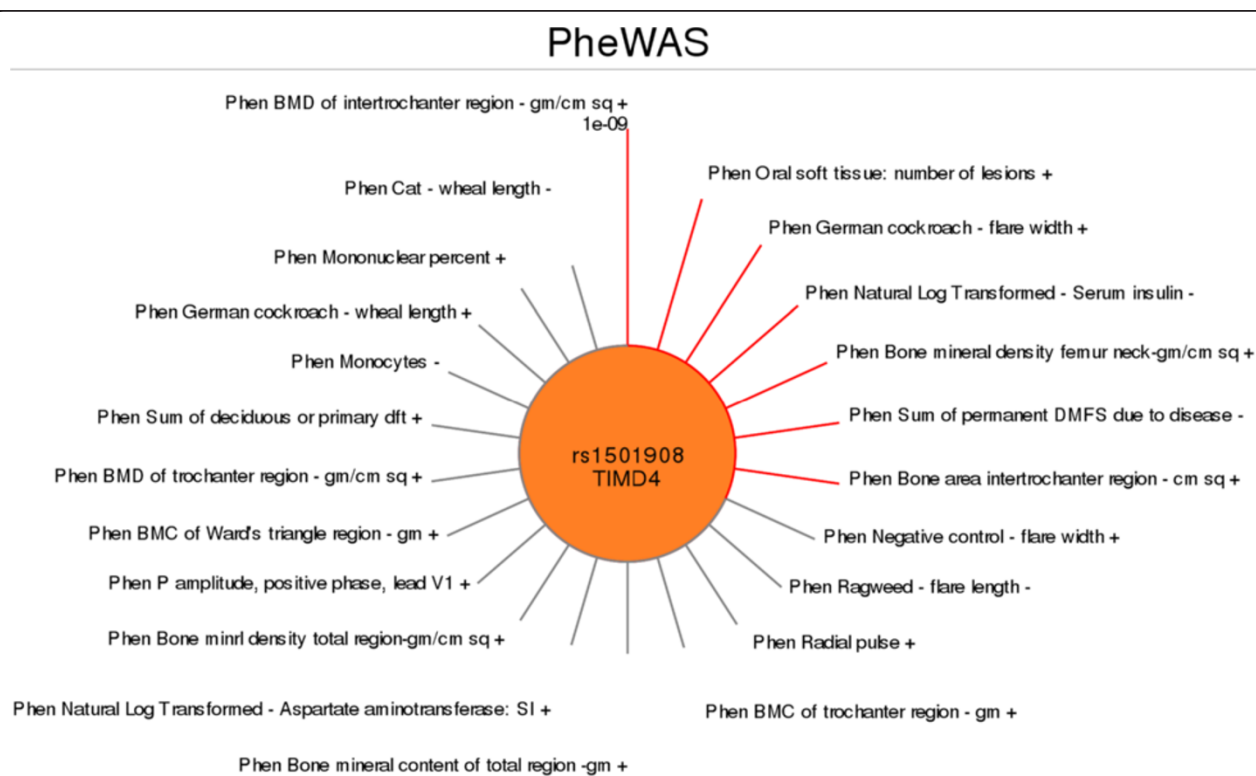 PheWAS
Phen BMD of intertrochanter region - gm/cm sq +
1e-09
Phen Oral soft tissue: number of lesions +
Phen Cat - wheal length -
Phen German cockroach - flare width +
Phen Mononuclear percent +
Phen Natural Log Transformed - Serum insulin -
Phen German cockroach - wheal length +
Phen Bone mineral density femur neck-gm/cm sq +
Phen Monocytes -
Phen Sum of permanent DMFS due to disease -
Phen Sum of deciduous or primary dft +
rs1501908
TIMD4
Phen BMD of trochanter region - gm/cm sq +
Phen Bone area intertrochanter region - cm sq +
Phen BMC of Ward's triangle region - gm +
Phen Negative control - flare width +
Phen P amplitude, positive phase, lead V1 +
Phen Ragweed - flare length -
Phen Bone minrl density total region-gm/cm sq +
Phen Radial pulse +
Phen Natural Log Transformed - Aspartate aminotransferase: SI +
Phen BMC of trochanter region - gm +
Phen Bone mineral content of total region -gm +